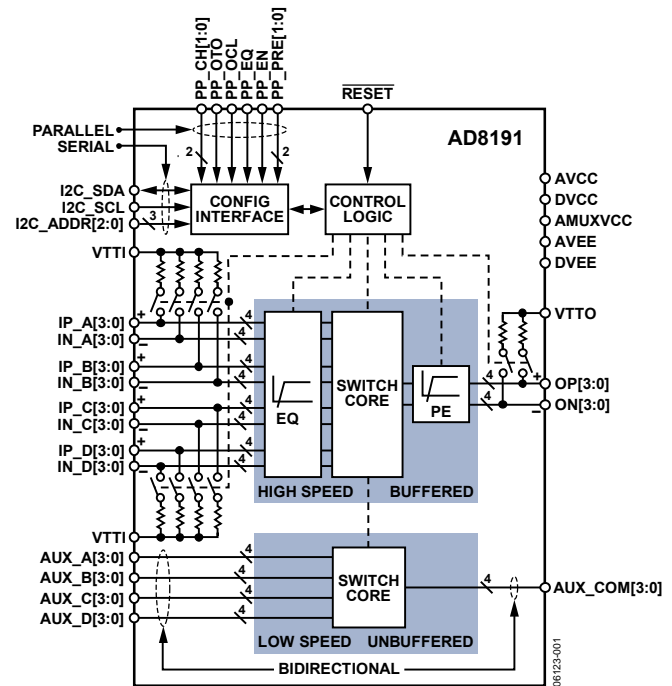 PP_CH[1:0]
PP_OTO
PP_OCL
PP_EQ
PP_EN
PP_PRE[1:0]
RESET
PARALLEL
SERIAL
AD8191
2
2
I2C_SDA
I2C_SCL
I2C_ADDR[2:0]
3
CONFIG
INTERFACE
CONTROL
LOGIC
AVCC
DVCC
AMUXVCC
AVEE
DVEE
VTTI
VTTO
+
IP_A[3:0]
4
IN_A[3:0]
–
4
+
IP_B[3:0]
4
IN_B[3:0]
–
4
+
IP_C[3:0]
4
IN_C[3:0]
–
4
+
IP_D[3:0]
4
IN_D[3:0]
–
4
EQ
SWITCH
CORE
PE
4
+
OP[3:0]
4
–
ON[3:0]
HIGH SPEED
BUFFERED
VTTI
AUX_A[3:0]
4
AUX_B[3:0]
4
AUX_C[3:0]
4
AUX_D[3:0]
4
SWITCH
CORE
4
AUX_COM[3:0]
LOW SPEED
UNBUFFERED
BIDIRECTIONAL
06123-001